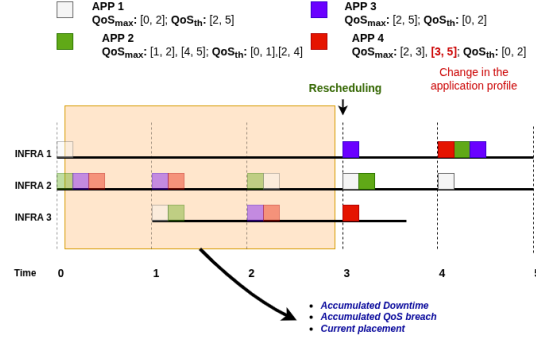 APP 1
QoSmax: [0, 2]; QoSth: [2, 5]
APP 3
QoSmax: [2, 5]; QoSth: [0, 2]
APP 2
QoSmax: [1, 2], [4, 5]; QoSth: [0, 1],[2, 4]
APP 4
QoSmax: [2, 3], [3, 5]; QoSth: [0, 2]
Rescheduling
Change in the
application profile
INFRA 1
INFRA 2
INFRA 3
Time 0 1 2 3 4 5
• Accumulated Downtime
• Accumulated QoS breach
• Current placement